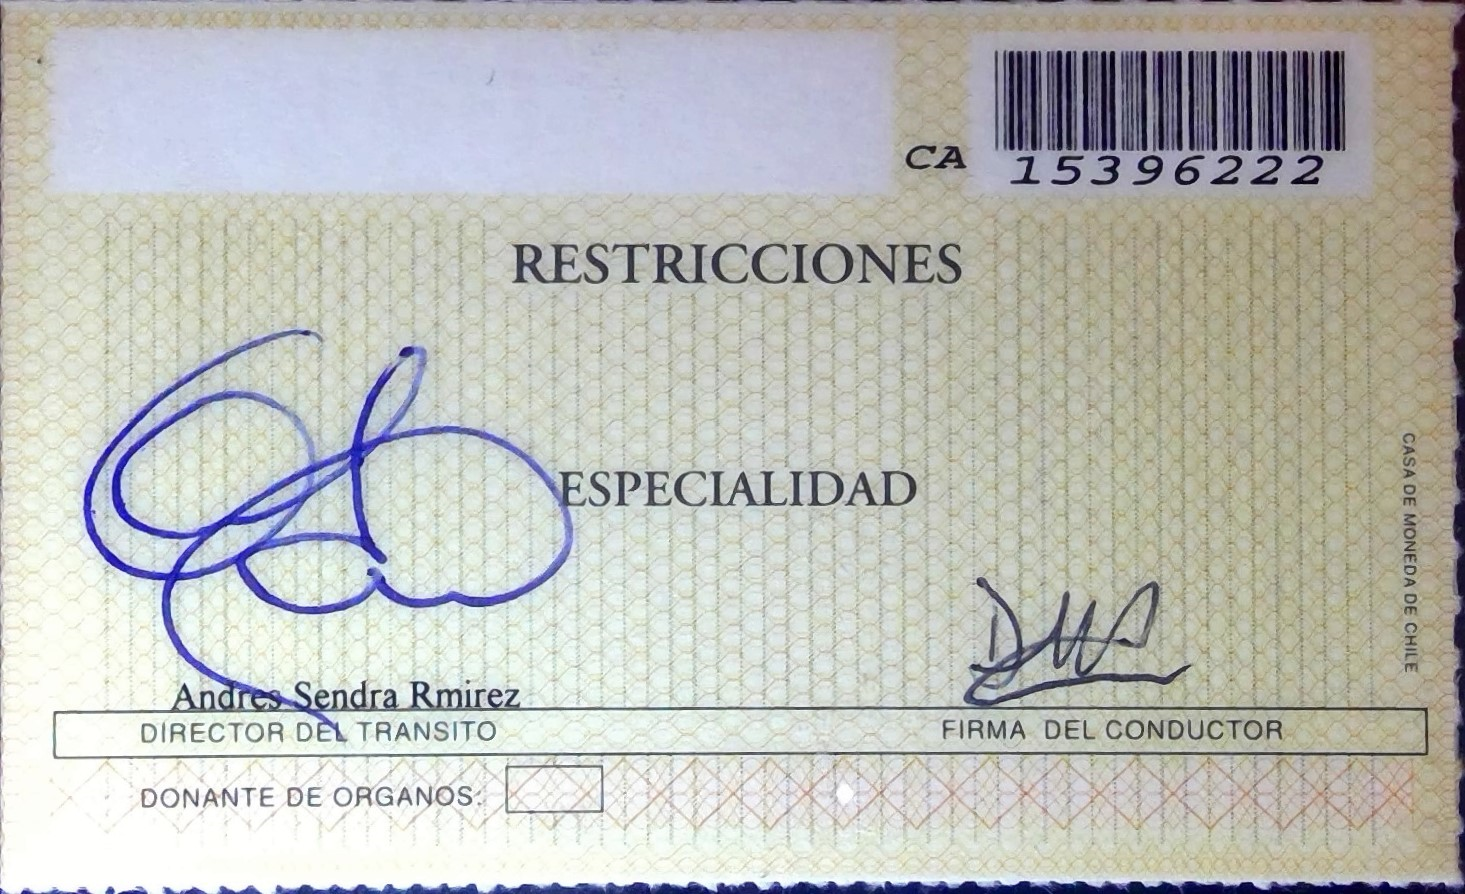 CA 15396222
RESTRICCIONES
ESPECIALIDAD
CASA DE MONEDA DE CHILE
Andres Sendra Rmirez
DIRECTOR DEL TRANSITO FIRMA DEL CONDUCTOR
DONANTE DE ORGANOS: